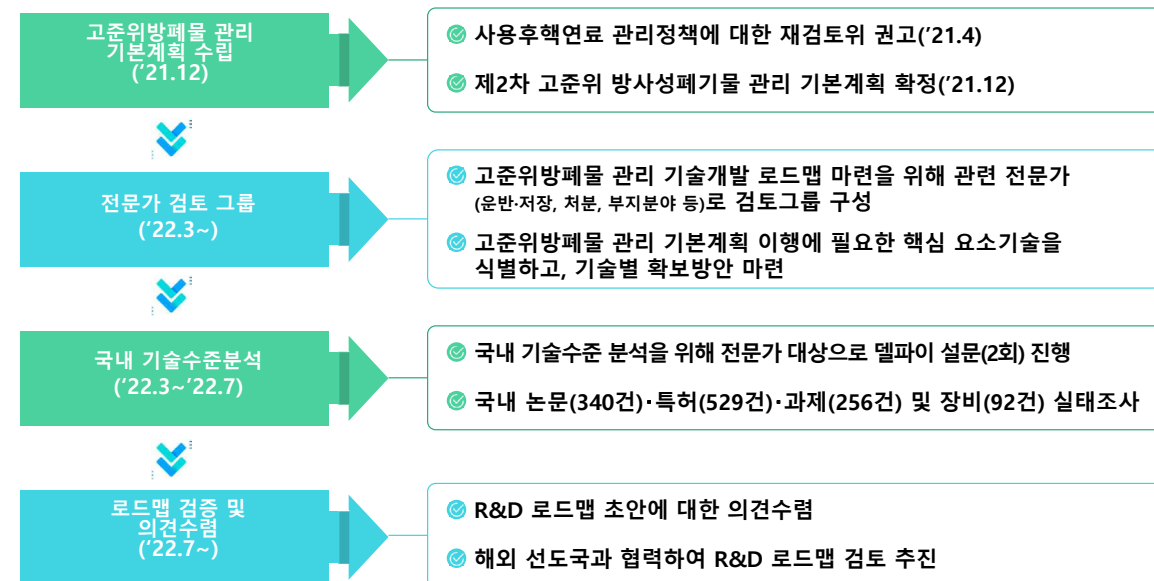 고준위방폐물 관리
기본계획 수립
(’21.12)
사용후핵연료 관리정책에 대한 재검토위 권고(’21.4)
제2차 고준위 방사성폐기물 관리 기본계획 확정(’21.12)
전문가 검토 그룹
(’22.3~)
고준위방폐물 관리 기술개발 로드맵 마련을 위해 관련 전문가
(운반·저장, 처분, 부지분야 등)로 검토그룹 구성
고준위방폐물 관리 기본계획 이행에 필요한 핵심 요소기술을
식별하고, 기술별 확보방안 마련
국내 기술수준분석
(’22.3~’22.7)
국내 기술수준 분석을 위해 전문가 대상으로 델파이 설문(2회) 진행
국내 논문(340건)·특허(529건)·과제(256건) 및 장비(92건) 실태조사
로드맵 검증 및
의견수렴
(’22.7~)
R&D 로드맵 초안에 대한 의견수렴
해외 선도국과 협력하여 R&D 로드맵 검토 추진